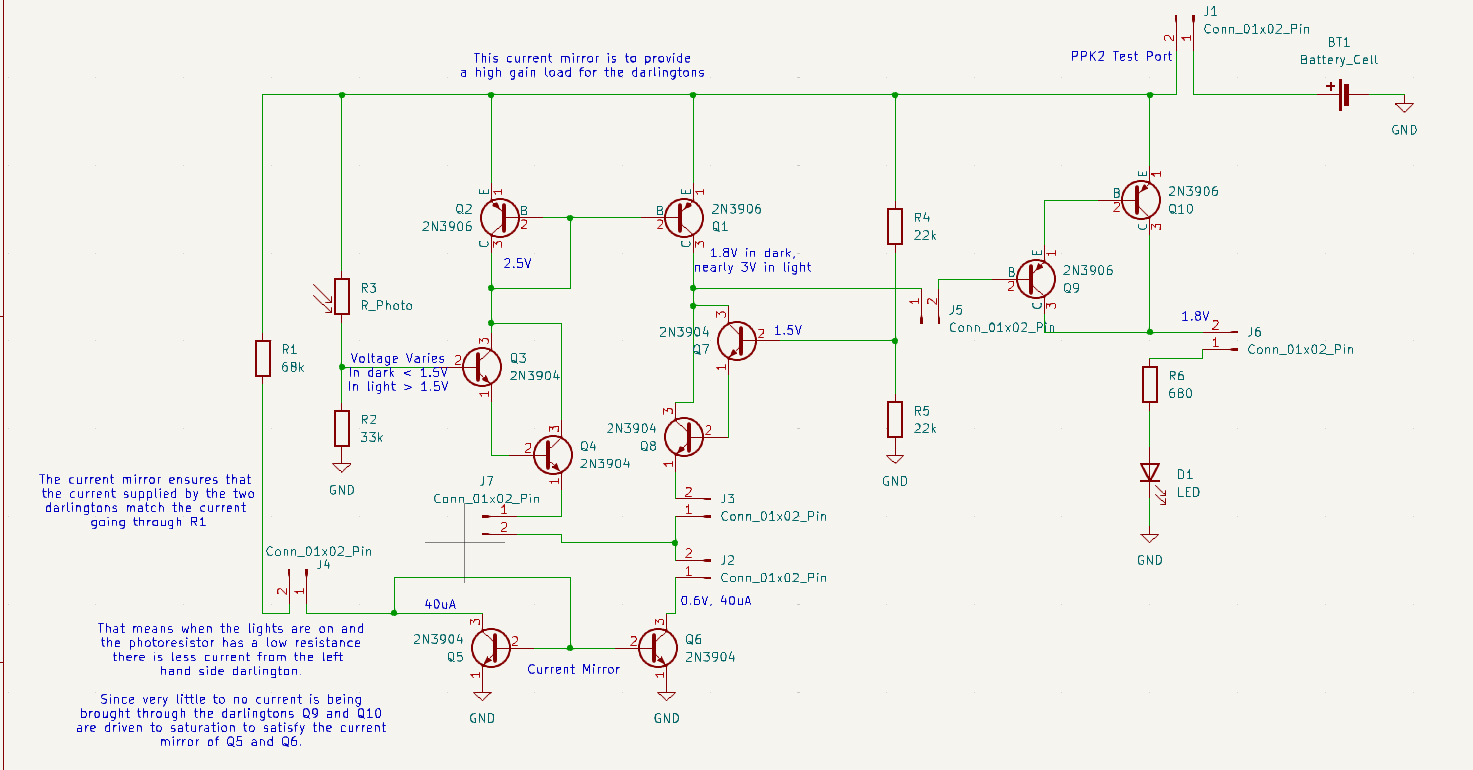 J1
Conn_01x02_Pin
2
1
PPK2 Test Port
BT1
Battery_Cell
+
GND
This current mirror is to provide
a high gain load for the darlingtons
E
1
Q2
2N3906
B
2
C
3
2.5V
E
1
B
2
2N3906
Q1
C
3
1.8V in dark,
nearly 3V in light
R4
22k
E
1
B
2
2N3906
Q10
C
3
E
1
B
2
2N3906
Q9
C
3
R3
R_Photo
1
2
J5
Conn_01x02_Pin
1.8V
2
1
J6
Conn_01x02_Pin
R1
68k
Voltage Varies
In dark < 1.5V
In light > 1.5V
3
2
1
Q3
2N3904
3
2N3904
Q7
2
1
1.5V
R6
680
R2
33k
GND
3
2
1
Q4
2N3904
3
2N3904
Q8
2
1
R5
22k
GND
D1
LED
GND
The current mirror ensures that
the current supplied by the two
darlingtons match the current
going through R1
J7
Conn_01x02_Pin
1
2
2
1
J3
Conn_01x02_Pin
2
1
J2
Conn_01x02_Pin
Conn_01x02_Pin
J4
2
1
40uA
0.6V, 40uA
3
2N3904
Q5
2
1
GND
Current Mirror
3
2
1
Q6
2N3904
GND
That means when the lights are on and
the photoresistor has a low resistance
there is less current from the left
hand side darlington.
Since very little to no current is being
brought through the darlingtons Q9 and Q10
are driven to saturation to satisfy the current
mirror of Q5 and Q6.